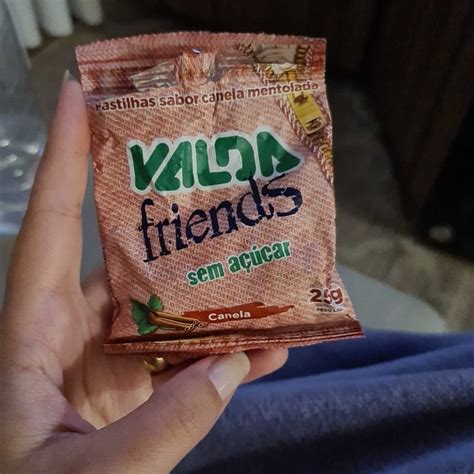 Pastilhas sabor canela mentolada
VALDA
friends
sem açúcar
Canela
25g